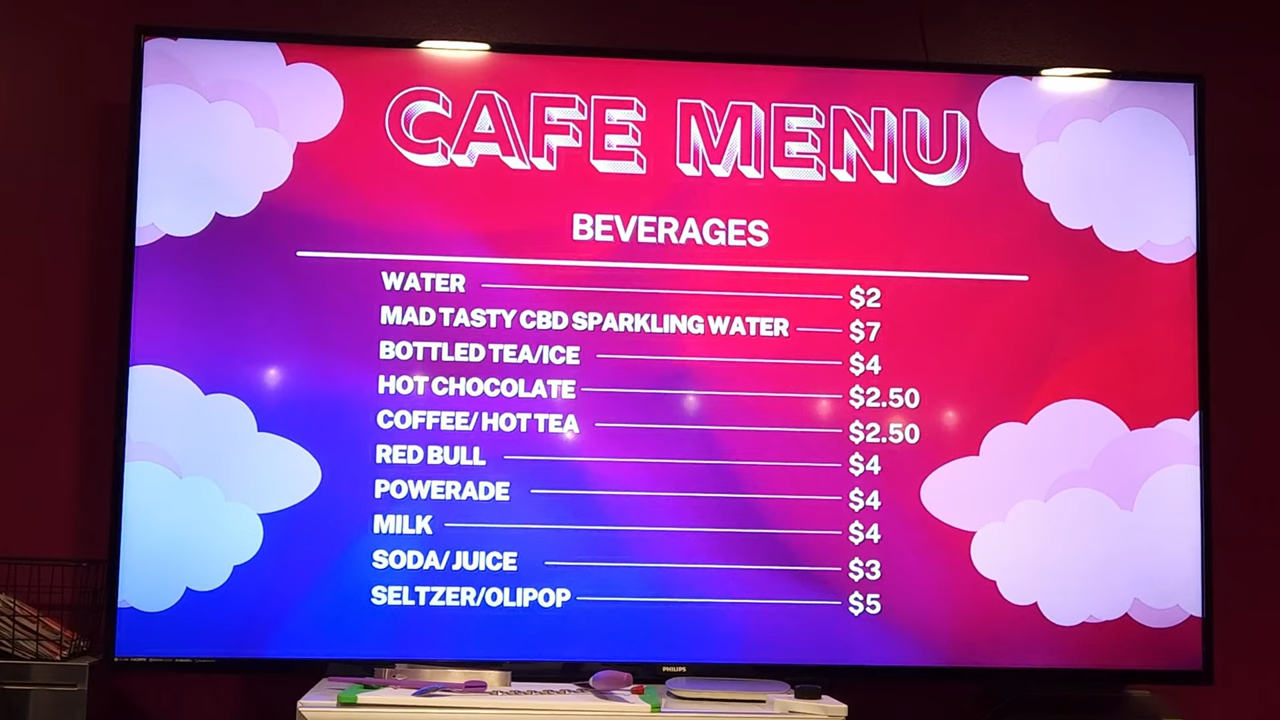 CAFE MENU
BEVERAGES
WATER $2
MAD TASTY CBD SPARKLING WATER $7
BOTTLED TEA/ICE $4
HOT CHOCOLATE $2.50
COFFEE/ HOT TEA $2.50
RED BULL $4
POWERADE $4
MILK $4
SODA/ JUICE $3
SELTZER/OLIPOP $5
PHILIPS